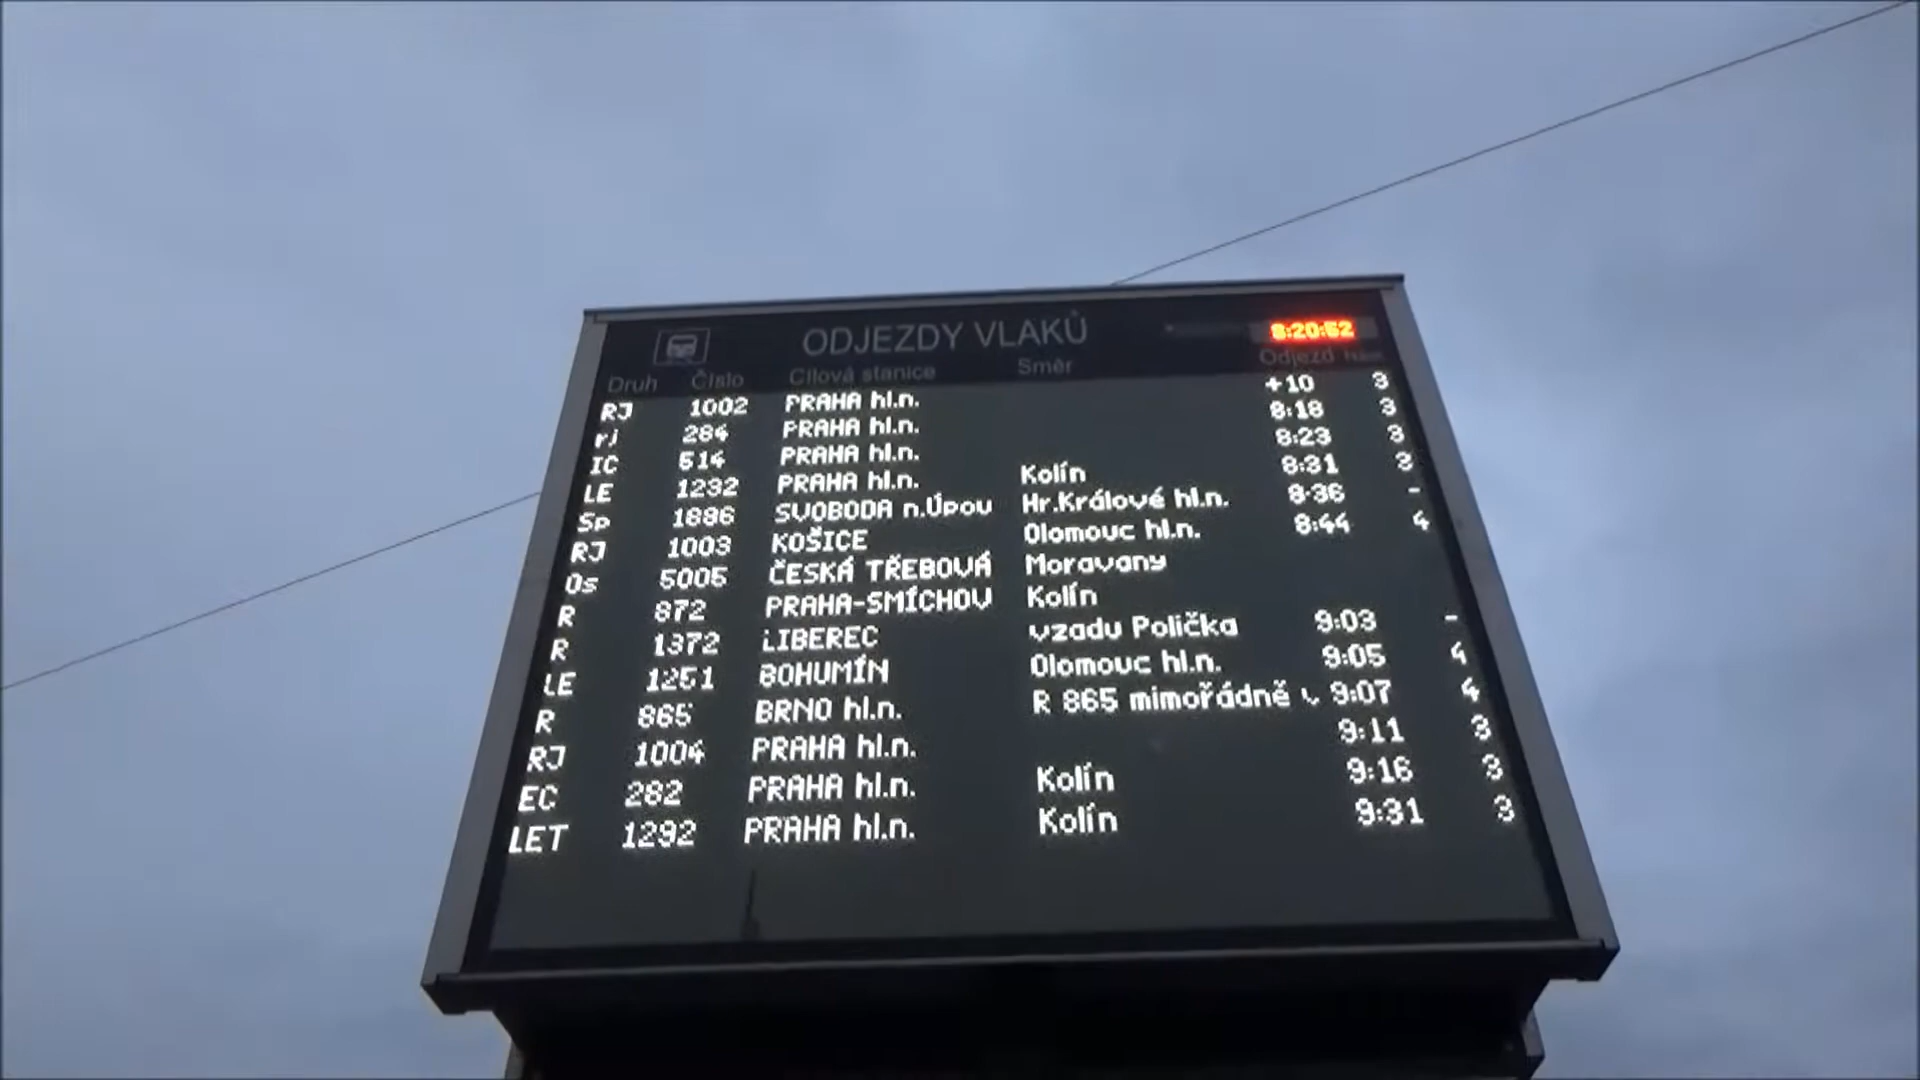 ODJEZDY VLAKŮ 8:20:52
Druh Číslo Cílová stanice Směr Odjezd
RJ 1002 PRAHA hl.n. +10 3
rj 284 PRAHA hl.n. 8:18 3
IC 514 PRAHA hl.n. 8:23 3
LE 1232 PRAHA hl.n. Kolín 8:31 3
Sp 1886 SVOBODA n.Úpou Hr.Králové hl.n. 8:36 -
RJ 1003 KOŠICE Olomouc hl.n. 8:44 4
Os 5005 ČESKÁ TŘEBOVÁ Moravany
R 872 PRAHA-SMÍCHOV Kolín
R 1372 LIBEREC vzadu Polička 9:03 -
LE 1251 BOHUMÍN Olomouc hl.n. 9:05 4
R 865 BRNO hl.n. R 865 mimořádně v 9:07 4
RJ 1004 PRAHA hl.n. 9:11 3
EC 282 PRAHA hl.n. Kolín 9:16 3
LET 1292 PRAHA hl.n. Kolín 9:31 3